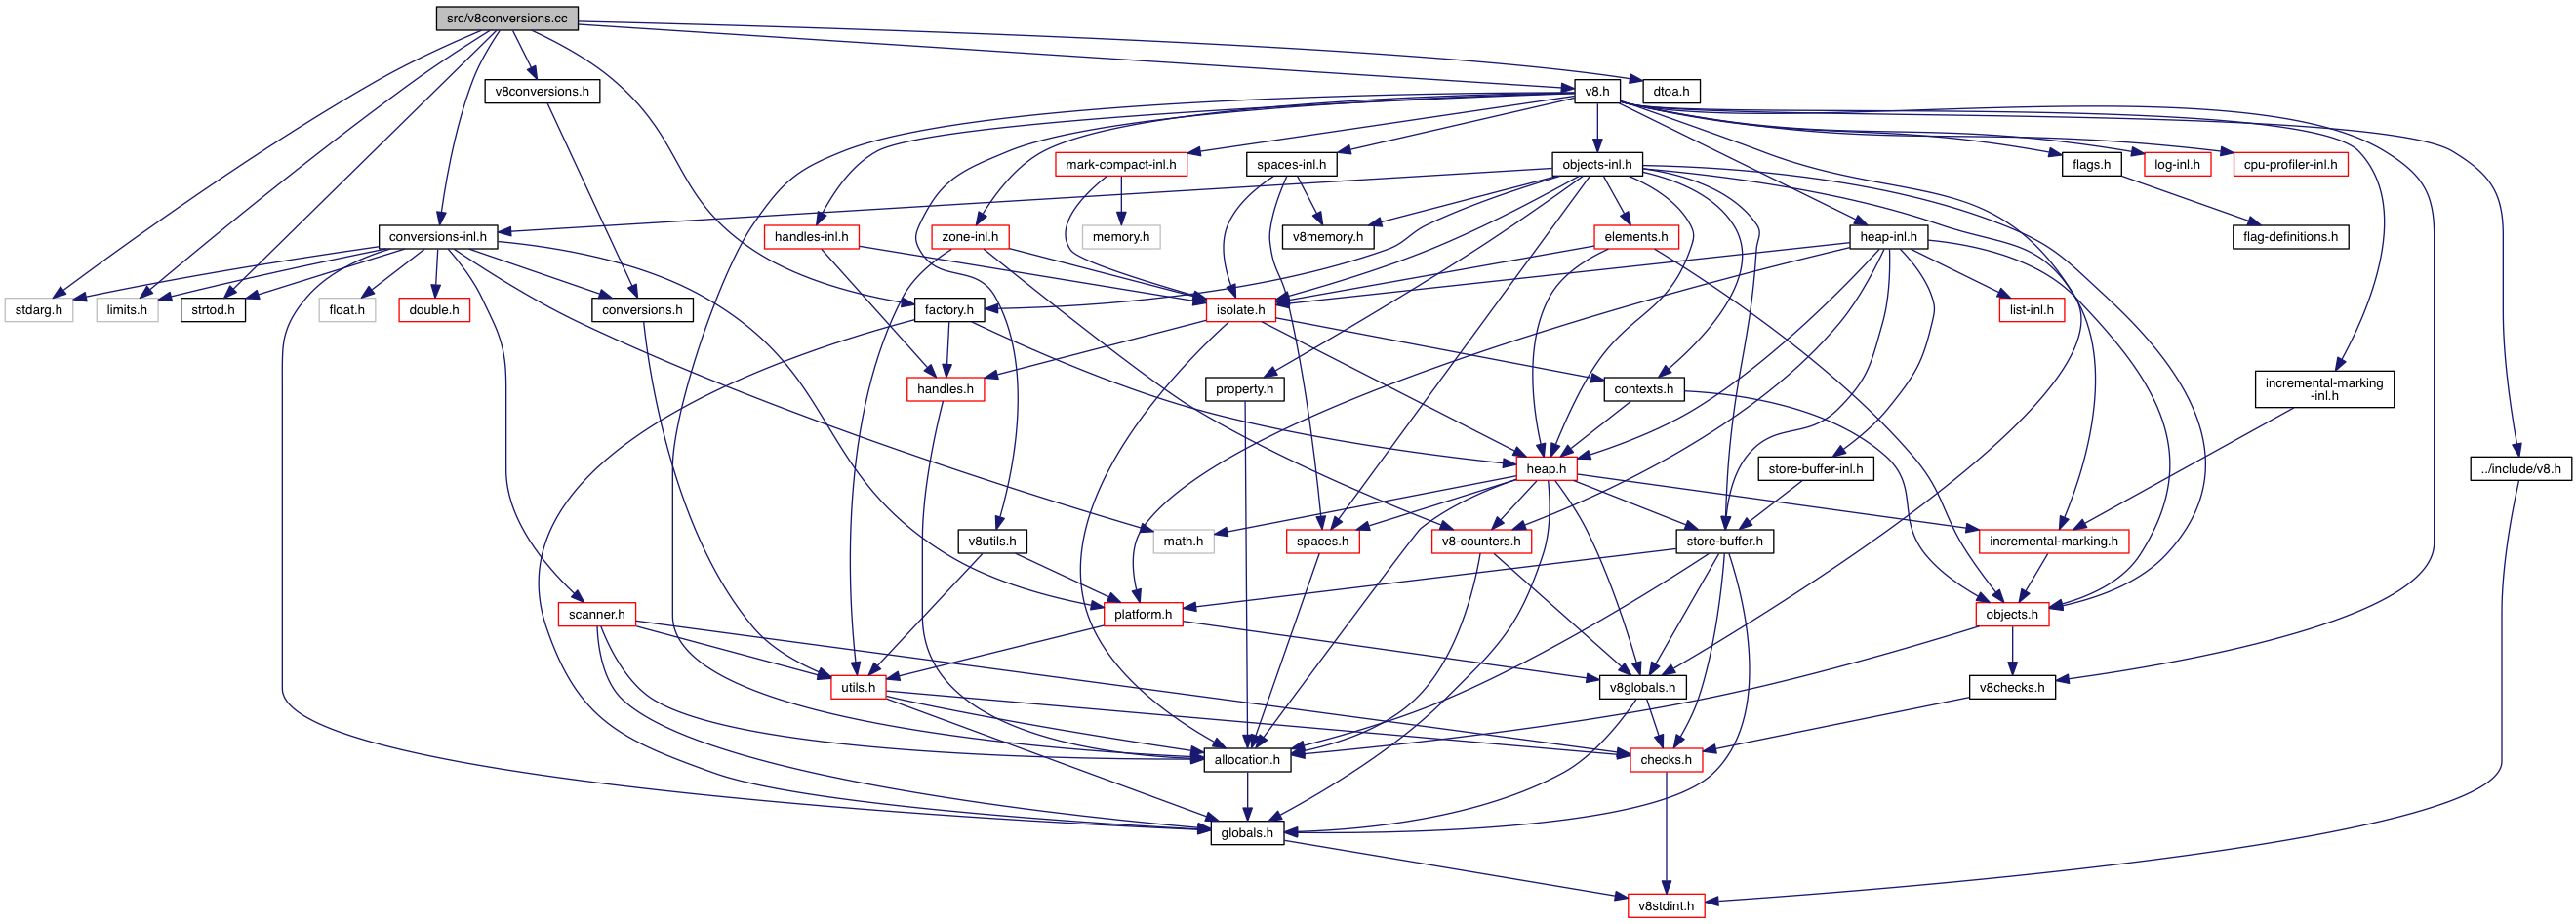 src/v8conversions.cc
v8conversions.h
v8.h
dtoa.h
mark-compact-inl.h
spaces-inl.h
objects-inl.h
flags.h
log-inl.h
cpu-profiler-inl.h
conversions-inl.h
handles-inl.h
zone-inl.h
memory.h
v8memory.h
elements.h
heap-inl.h
flag-definitions.h
stdarg.h
limits.h
strtod.h
float.h
double.h
conversions.h
factory.h
isolate.h
list-inl.h
handles.h
property.h
contexts.h
incremental-marking
-inl.h
heap.h
store-buffer-inl.h
../include/v8.h
v8utils.h
math.h
spaces.h
v8-counters.h
store-buffer.h
incremental-marking.h
scanner.h
platform.h
objects.h
utils.h
v8globals.h
v8checks.h
allocation.h
checks.h
globals.h
v8stdint.h